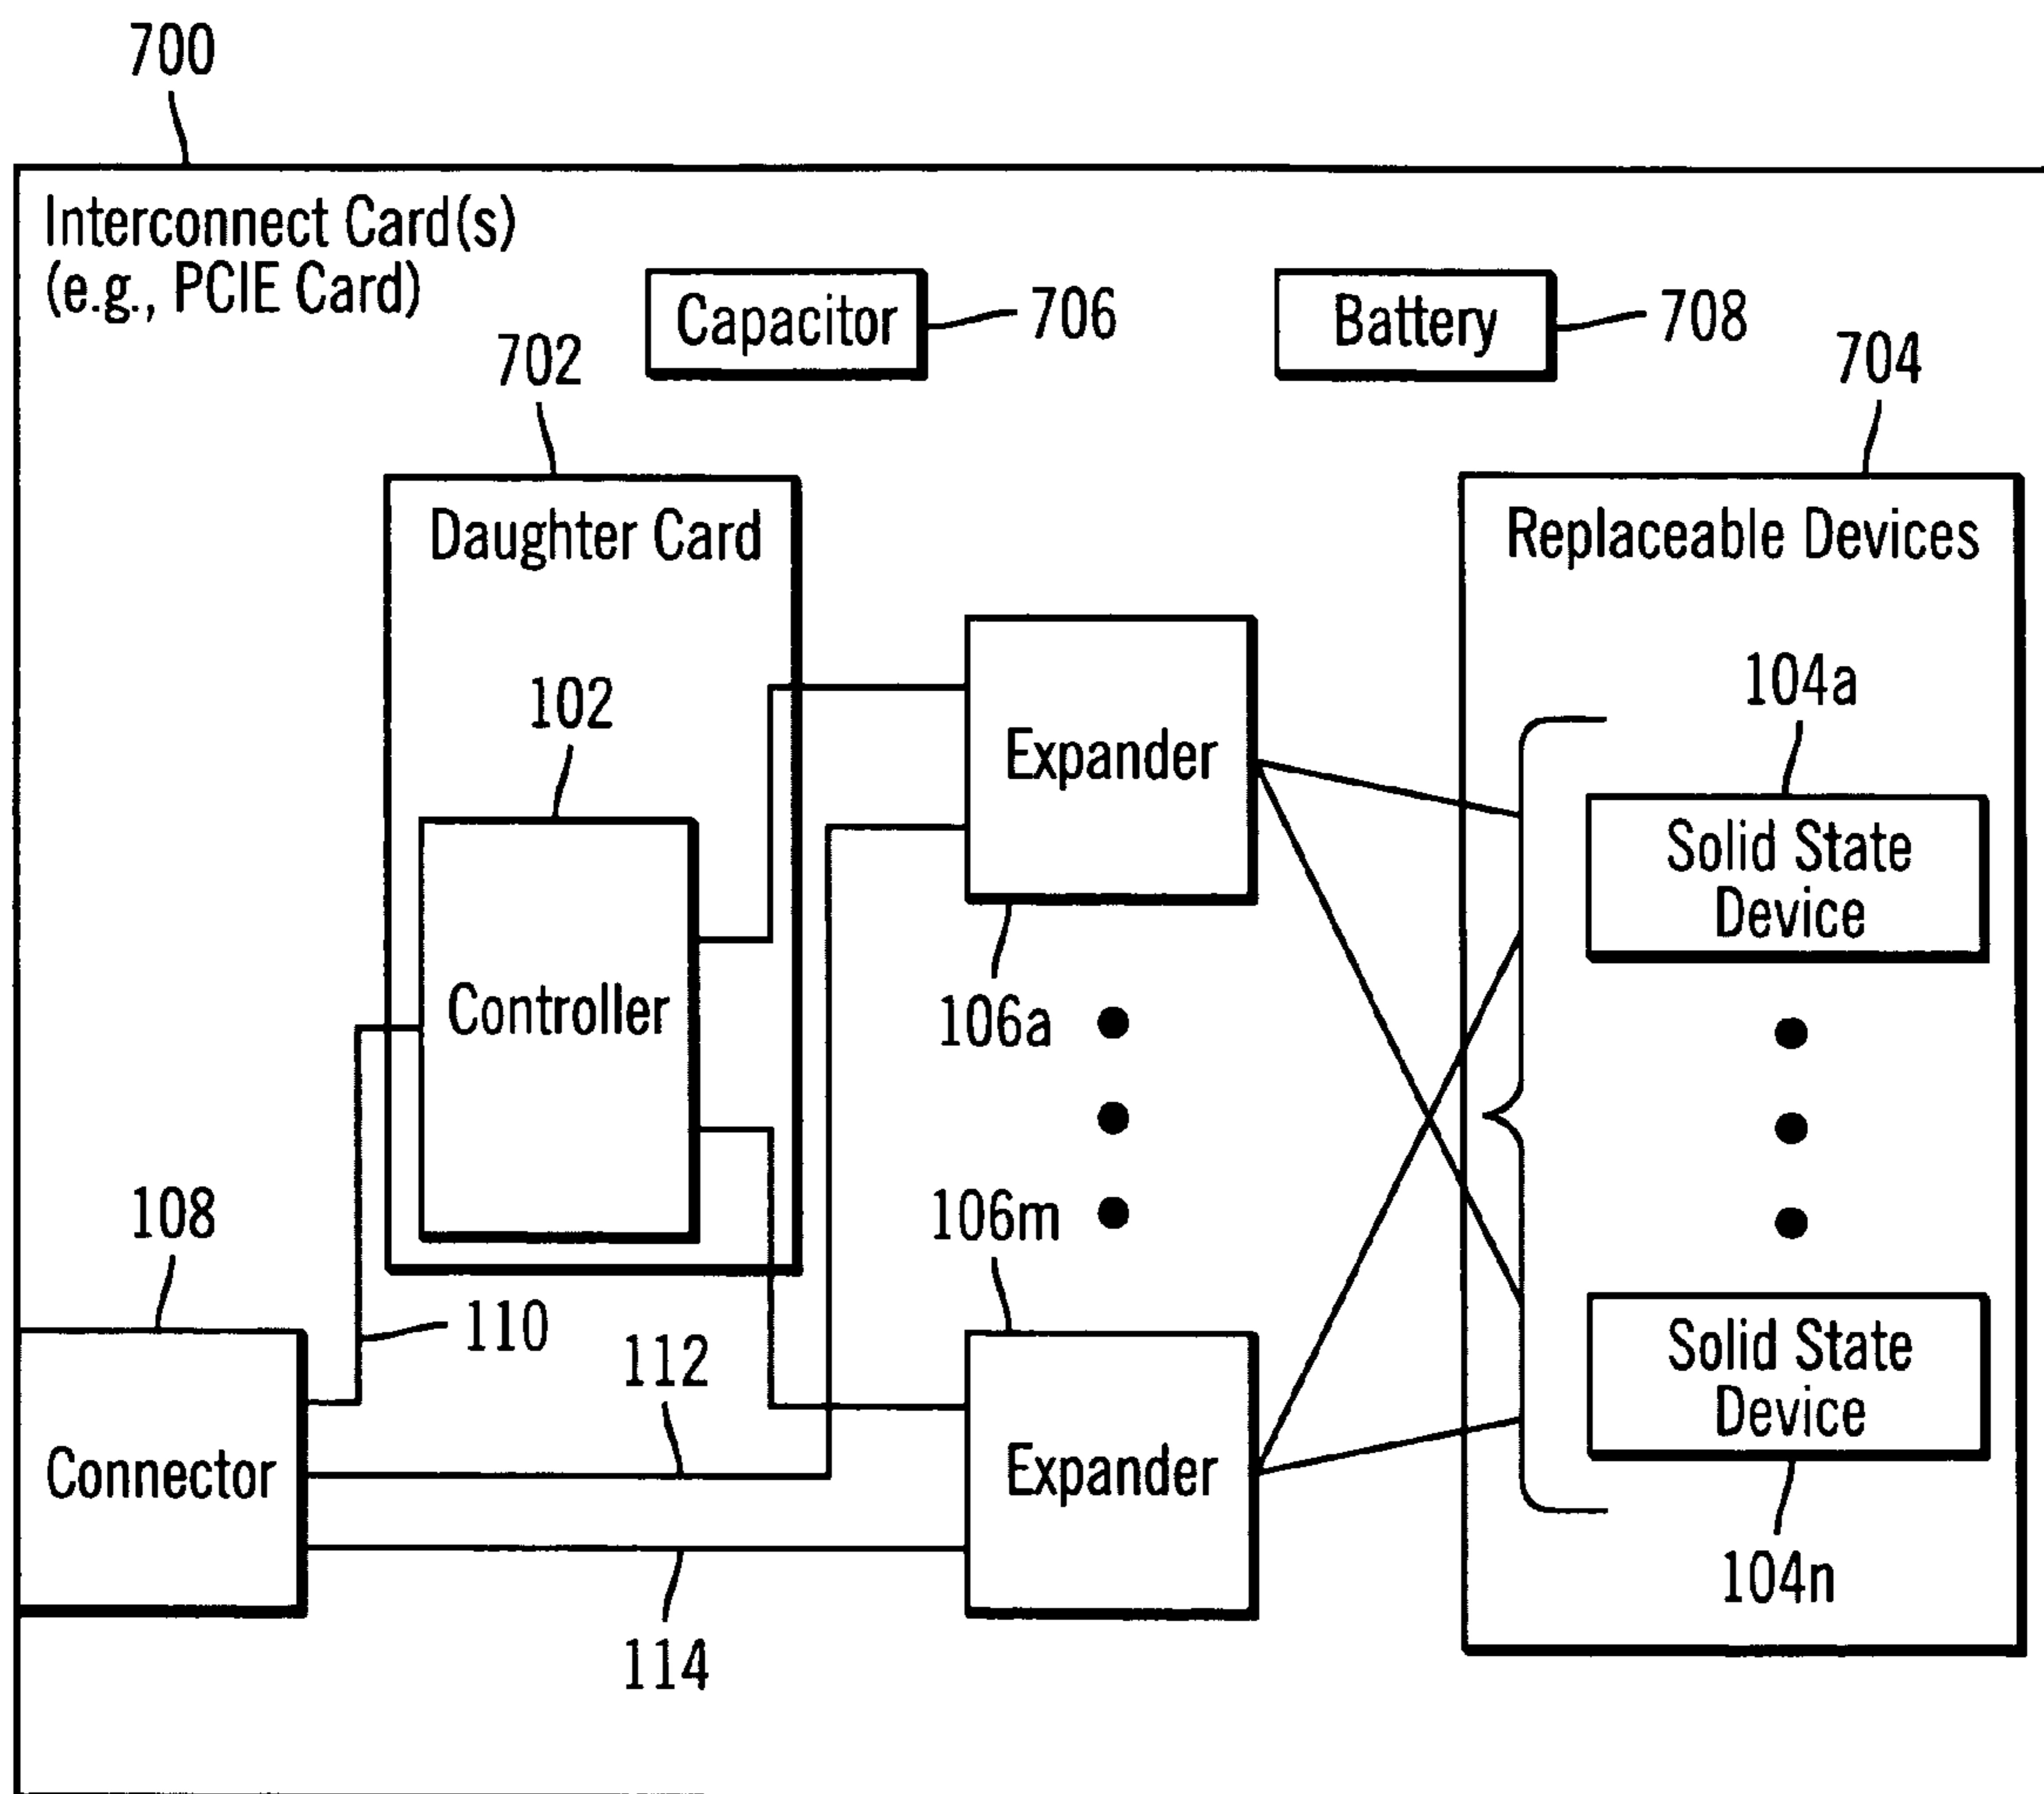 700
Interconnect Card(s)
(e.g., PCIE Card)
Capacitor
706
Battery
708
702
704
Daughter Card
Replaceable Devices
102
104a
Expander
Solid State
Device
Controller
106a
106m
108
110
112
Solid State
Device
Connector
Expander
104n
114